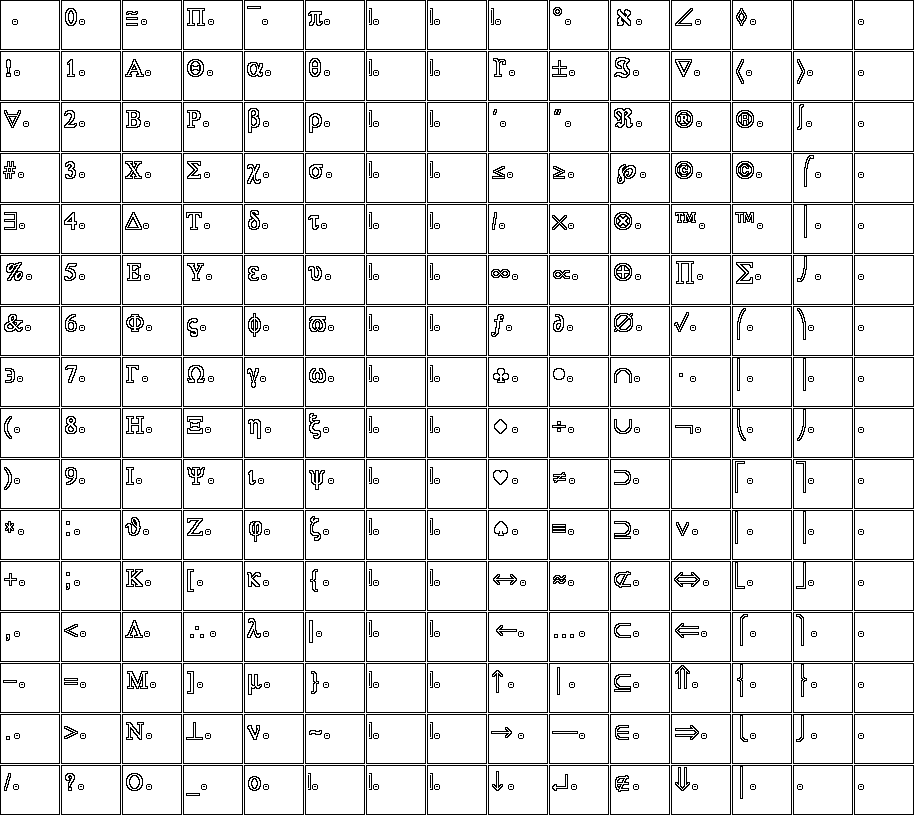 0 ≅ Π ‾ π ° ℵ ∠ ◊
! 1 Α Θ α θ ϒ ± ℑ ∇ 〈 〉
∀ 2 Β Ρ β ρ ′ ″ ℜ ® ® ∫
# 3 Χ Σ χ σ ≤ ≥ ℘ © © ⌠
∃ 4 Δ Τ δ τ / × ⊗ ™ ™ ⎮
% 5 Ε Υ ε υ ∞ ∝ ⊕ ∏ ∑ ⌡
& 6 Φ ς φ ϖ ƒ ∂ ∅ √ ⎛ ⎞
∍ 7 Γ Ω γ ω ♣ • ∩ ⋅ ⎜ ⎟
( 8 Η Ξ η ξ ♦ ÷ ∪ ¬ ⎝ ⎠
) 9 Ι Ψ ι ψ ♥ ≠ ⊃ ⎡ ⎤
* : ϑ Ζ ϕ ζ ♠ ≡ ⊇ ∨ ⎢ ⎥
+ ; Κ [ κ { ↔ ≈ ⊄ ⇔ ⎣ ⎦
, < Λ ∴ λ | ← … ⊂ ⇐ ⎧ ⎫
− = Μ ] μ } ↑ | ⊆ ⇑ ⎨ ⎬
. > Ν ⊥ ν ~ → — ∈ ⇒ ⎩ ⎭
/ ? Ο _ ο ↓ ↵ ∉ ⇓ ⎪